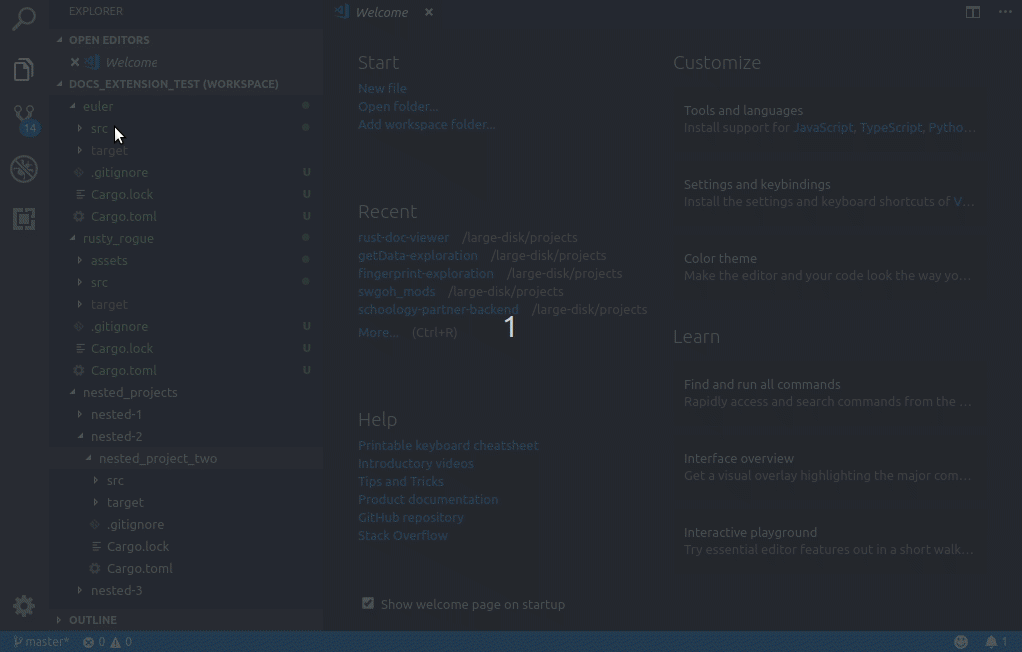 EXPLORER
OPEN EDITORS
Welcome
DOCS_EXTENSION_TEST (WORKSPACE)
euler
src
target
.gitignore U
Cargo.lock U
Cargo.toml U
rusty_rogue
assets
src
target
.gitignore U
Cargo.lock U
Cargo.toml U
nested_projects
nested-1
nested-2
nested_project_two
src
target
.gitignore
Cargo.lock
Cargo.toml
nested-3
OUTLINE
14
Welcome
Start
New file
Open folder...
Add workspace folder...
Recent
rust-doc-viewer /large-disk/projects
getData-exploration /large-disk/projects
fingerprint-exploration /large-disk/projects
swgoh_mods /large-disk/projects
schoology-partner-backend /large-disk/projects
More... (Ctrl+R)
1
Help
Printable keyboard cheatsheet
Introductory videos
Tips and Tricks
Product documentation
GitHub repository
Stack Overflow
Show welcome page on startup
Customize
Tools and languages
Install support for JavaScript, TypeScript, Pytho...
Settings and keybindings
Install the settings and keyboard shortcuts of V...
Color theme
Make the editor and your code look the way yo...
Learn
Find and run all commands
Rapidly access and search commands from the ...
Interface overview
Get a visual overlay highlighting the major com...
Interactive playground
Try essential editor features out in a short walk...
master* 0 0 1